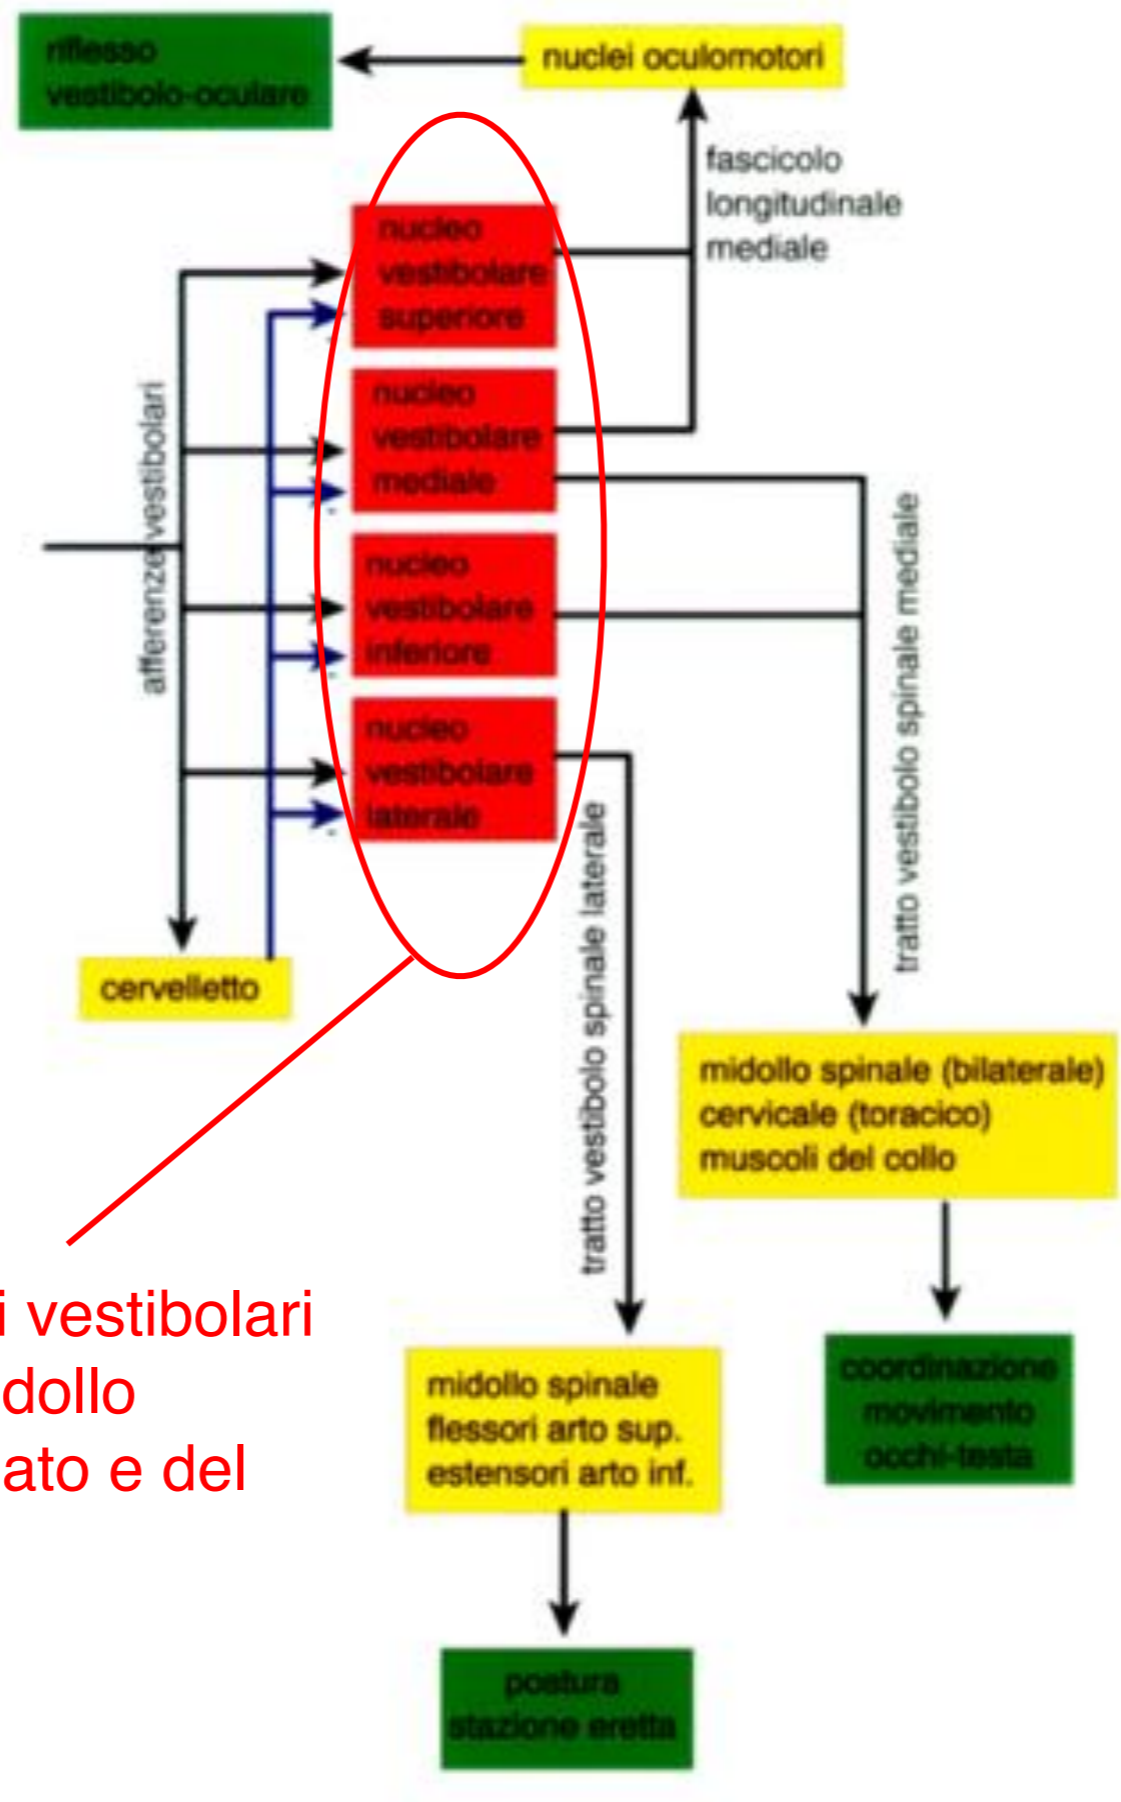 riflesso
vestibolo-oculare
nuclei oculomotori
fascicolo
longitudinale
mediale
nucleo
vestibolare
superiore
nucleo
vestibolare
mediale
nucleo
vestibolare
inferiore
nucleo
vestibolare
laterale
afferenze vestibolari
cervelletto
tratto vestibolo spinale laterale
tratto vestibolo spinale mediale
midollo spinale (bilaterale)
cervicale (toracico)
muscoli del collo
i vestibolari
dollo
ato e del
midollo spinale
flessori arto sup.
estensori arto inf.
coordinazione
movimento
occhi-testa
postura
stazione eretta